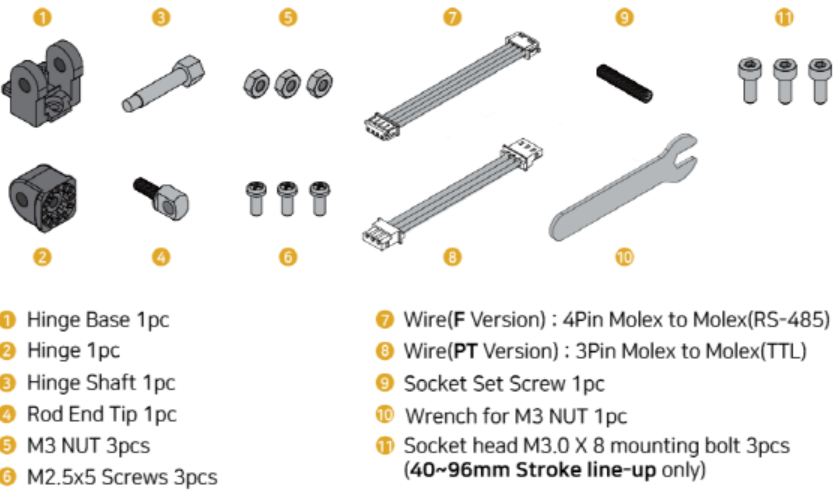 1 3 5 7 9 11
2 4 6 8 10
1 Hinge Base 1pc
2 Hinge 1pc
3 Hinge Shaft 1pc
4 Rod End Tip 1pc
5 M3 NUT 3pcs
6 M2.5x5 Screws 3pcs
7 Wire(F Version) : 4Pin Molex to Molex(RS-485)
8 Wire(PT Version) : 3Pin Molex to Molex(TTL)
9 Socket Set Screw 1pc
10 Wrench for M3 NUT 1pc
11 Socket head M3.0 X 8 mounting bolt 3pcs
(40~96mm Stroke line-up only)